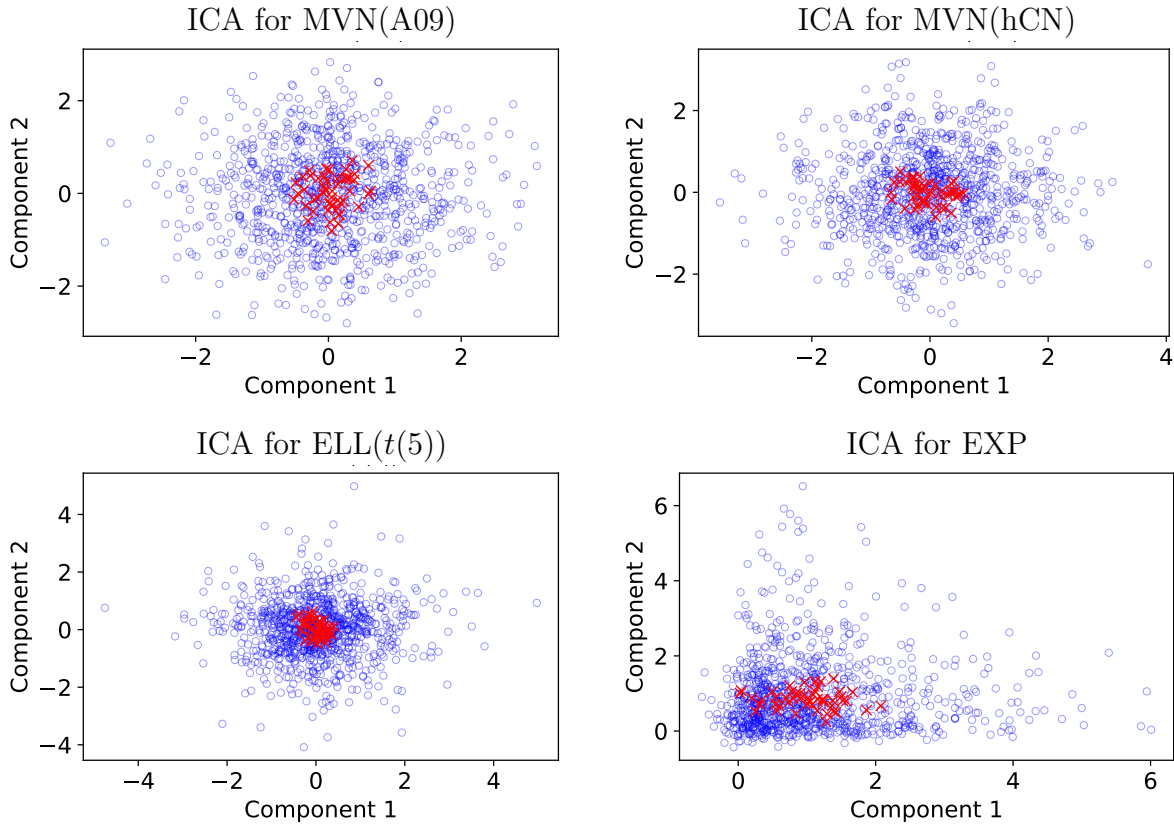 ICA for MVN(A09)
2
0
−2
Component 2
−2 0 2
Component 1
ICA for MVN(hCN)
2
0
−2
Component 2
−2 0 2 4
Component 1
ICA for ELL(t(5))
4
2
0
−2
−4
Component 2
−4 −2 0 2 4
Component 1
ICA for EXP
6
4
2
0
Component 2
0 2 4 6
Component 1